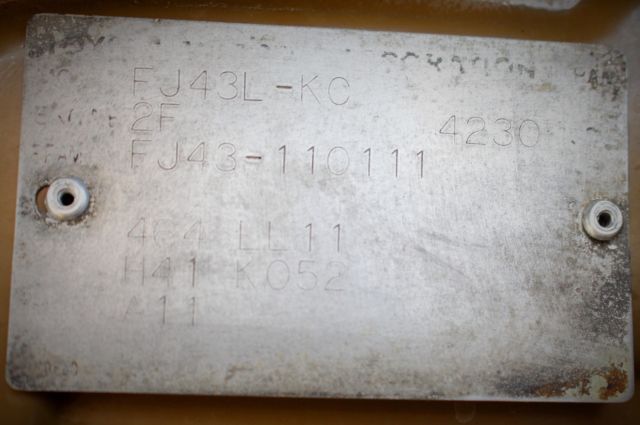 FJ43L-KC
2F 4230
FJ43-110111
464 LL11
H41 K052
A11